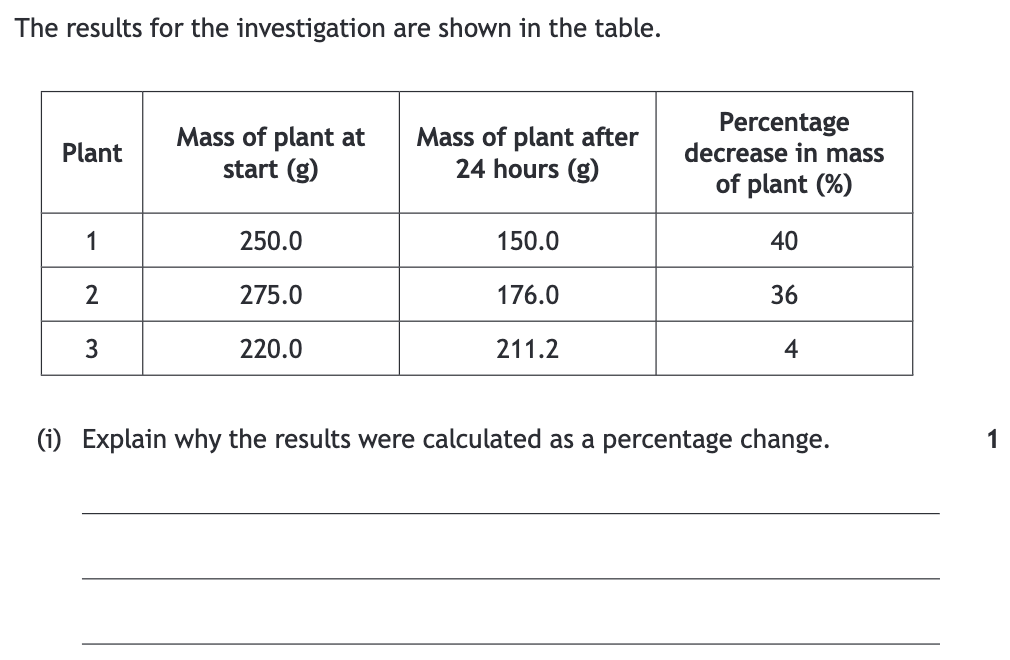 The results for the investigation are shown in the table.
Plant
Mass of plant at
start (g)
Mass of plant after
24 hours (g)
Percentage
decrease in mass
of plant (%)
1 250.0 150.0 40
2 275.0 176.0 36
3 220.0 211.2 4
(i) Explain why the results were calculated as a percentage change. 1